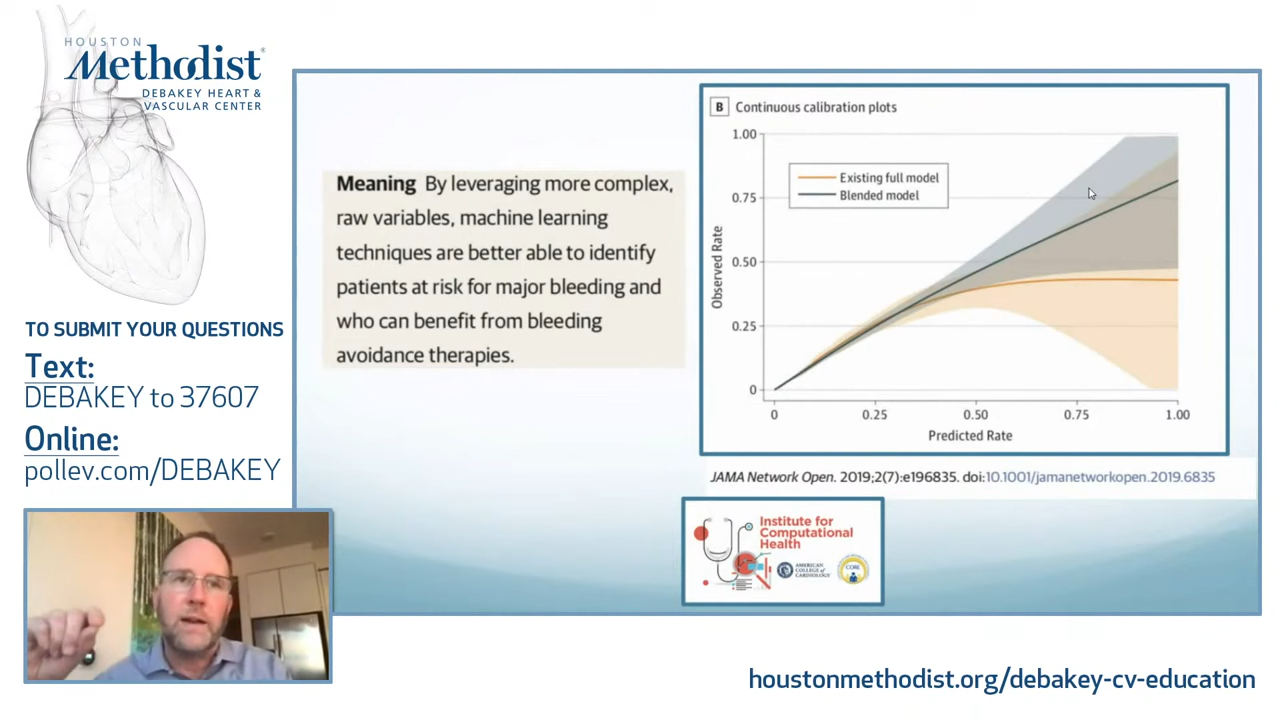 HOUSTON
Methodist®
DEBAKEY HEART &
VASCULAR CENTER
TO SUBMIT YOUR QUESTIONS
Text:
DEBAKEY to 37607
Online:
pollev.com/DEBAKEY
Meaning By leveraging more complex,
raw variables, machine learning
techniques are better able to identify
patients at risk for major bleeding and
who can benefit from bleeding
avoidance therapies.
B Continuous calibration plots
Existing full model
Blended model
Observed Rate
1.00
0.75
0.50
0.25
0
0 0.25 0.50 0.75 1.00
Predicted Rate
JAMA Network Open. 2019;2(7):e196835. doi:10.1001/jamanetworkopen.2019.6835
Institute for
Computational
Health
AMERICAN
COLLEGE of
CARDIOLOGY
CORE
houstonmethodist.org/debakey-cv-education